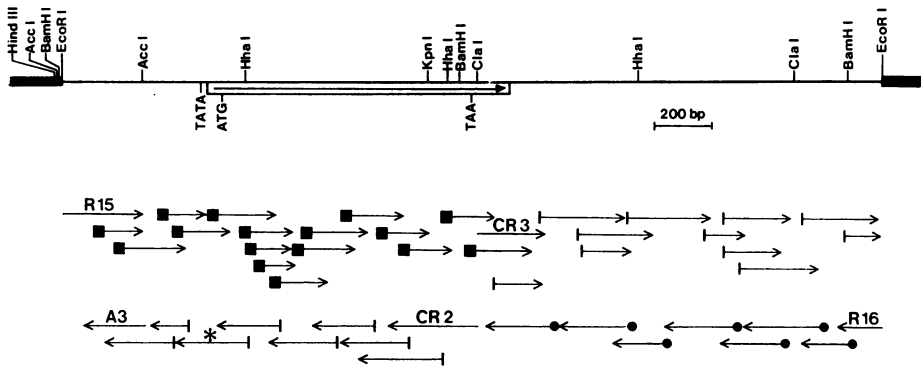 Hind III
Acc I
BamH I
EcoR I
Acc I
Hha I
Kpn I
Hha I
BamH I
Cla I
Hha I
Cla I
BamH I
EcoR I
TATA
ATG
TAA
200 bp
R15
CR3
A3
*
CR2
R16